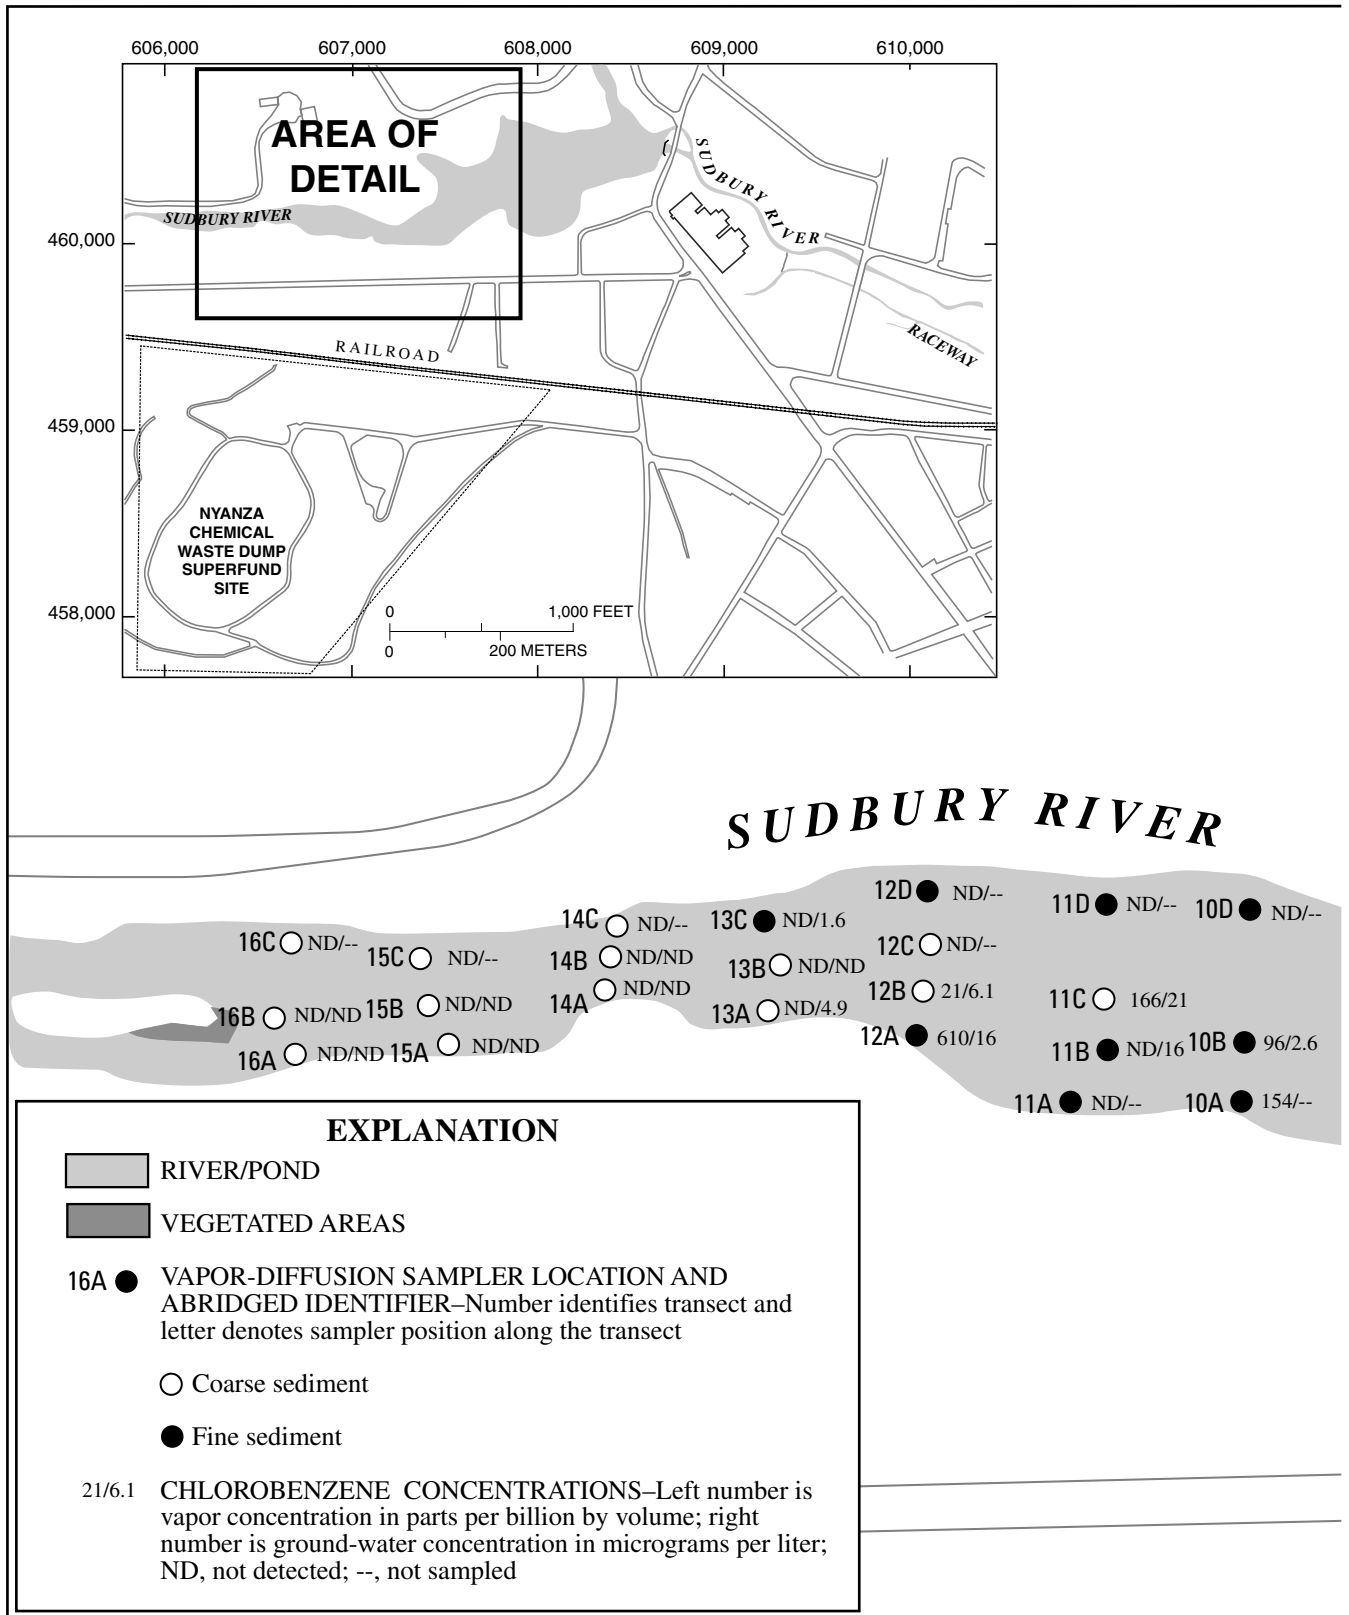 606,000 607,000 608,000 609,000 610,000
AREA OF
DETAIL
SUDBURY RIVER
SUDBURY RIVER
460,000
RACEWAY
RAILROAD
459,000
NYANZA
CHEMICAL
WASTE DUMP
SUPERFUND
SITE
458,000
0 1,000 FEET
0 200 METERS
SUDBURY RIVER
12D ND/--
11D ND/--
10D ND/--
14C ND/--
13C ND/1.6
16C ND/--
15C ND/--
12C ND/--
14B ND/ND
13B ND/ND
12B 21/6.1
11C 166/21
14A ND/ND
13A ND/4.9
16B ND/ND
15B ND/ND
12A 610/16
11B ND/16
10B 96/2.6
16A ND/ND
15A ND/ND
11A ND/--
10A 154/--
EXPLANATION
RIVER/POND
VEGETATED AREAS
16A VAPOR-DIFFUSION SAMPLER LOCATION AND
ABRIDGED IDENTIFIER–Number identifies transect and
letter denotes sampler position along the transect
Coarse sediment
Fine sediment
21/6.1 CHLOROBENZENE CONCENTRATIONS–Left number is
vapor concentration in parts per billion by volume; right
number is ground-water concentration in micrograms per liter;
ND, not detected; --, not sampled